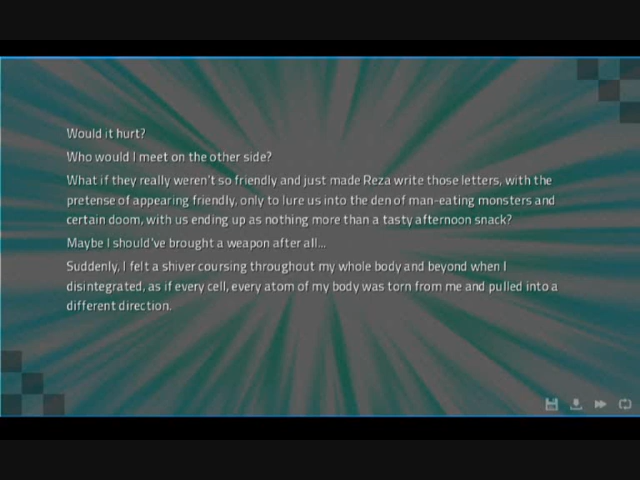 Would it hurt?
Who would I meet on the other side?
What if they really weren't so friendly and just made Reza write those letters, with the
pretense of appearing friendly, only to lure us into the den of man-eating monsters and
certain doom, with us ending up as nothing more than a tasty afternoon snack?
Maybe I should've brought a weapon after all...
Suddenly, I felt a shiver coursing throughout my whole body and beyond when I
disintegrated, as if every cell, every atom of my body was torn from me and pulled into a
different direction.